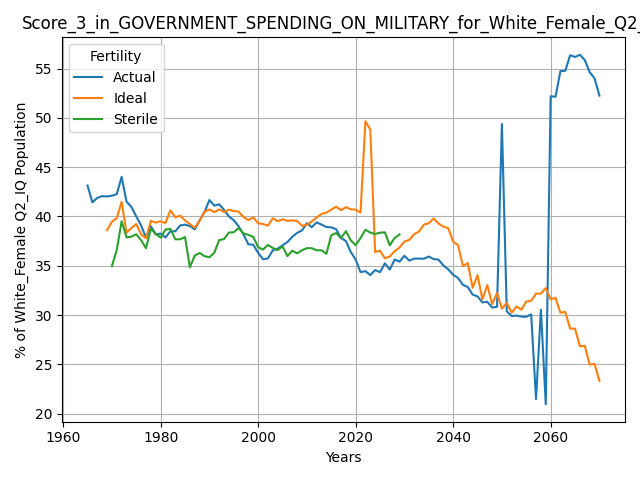 Score_3_in_GOVERNMENT_SPENDING_ON_MILITARY_for_White_Female_Q2_
Fertility
Actual
Ideal
Sterile
% of White_Female Q2_IQ Population
55
50
45
40
35
30
25
20
1960
1980
2000
2020
2040
2060
Years